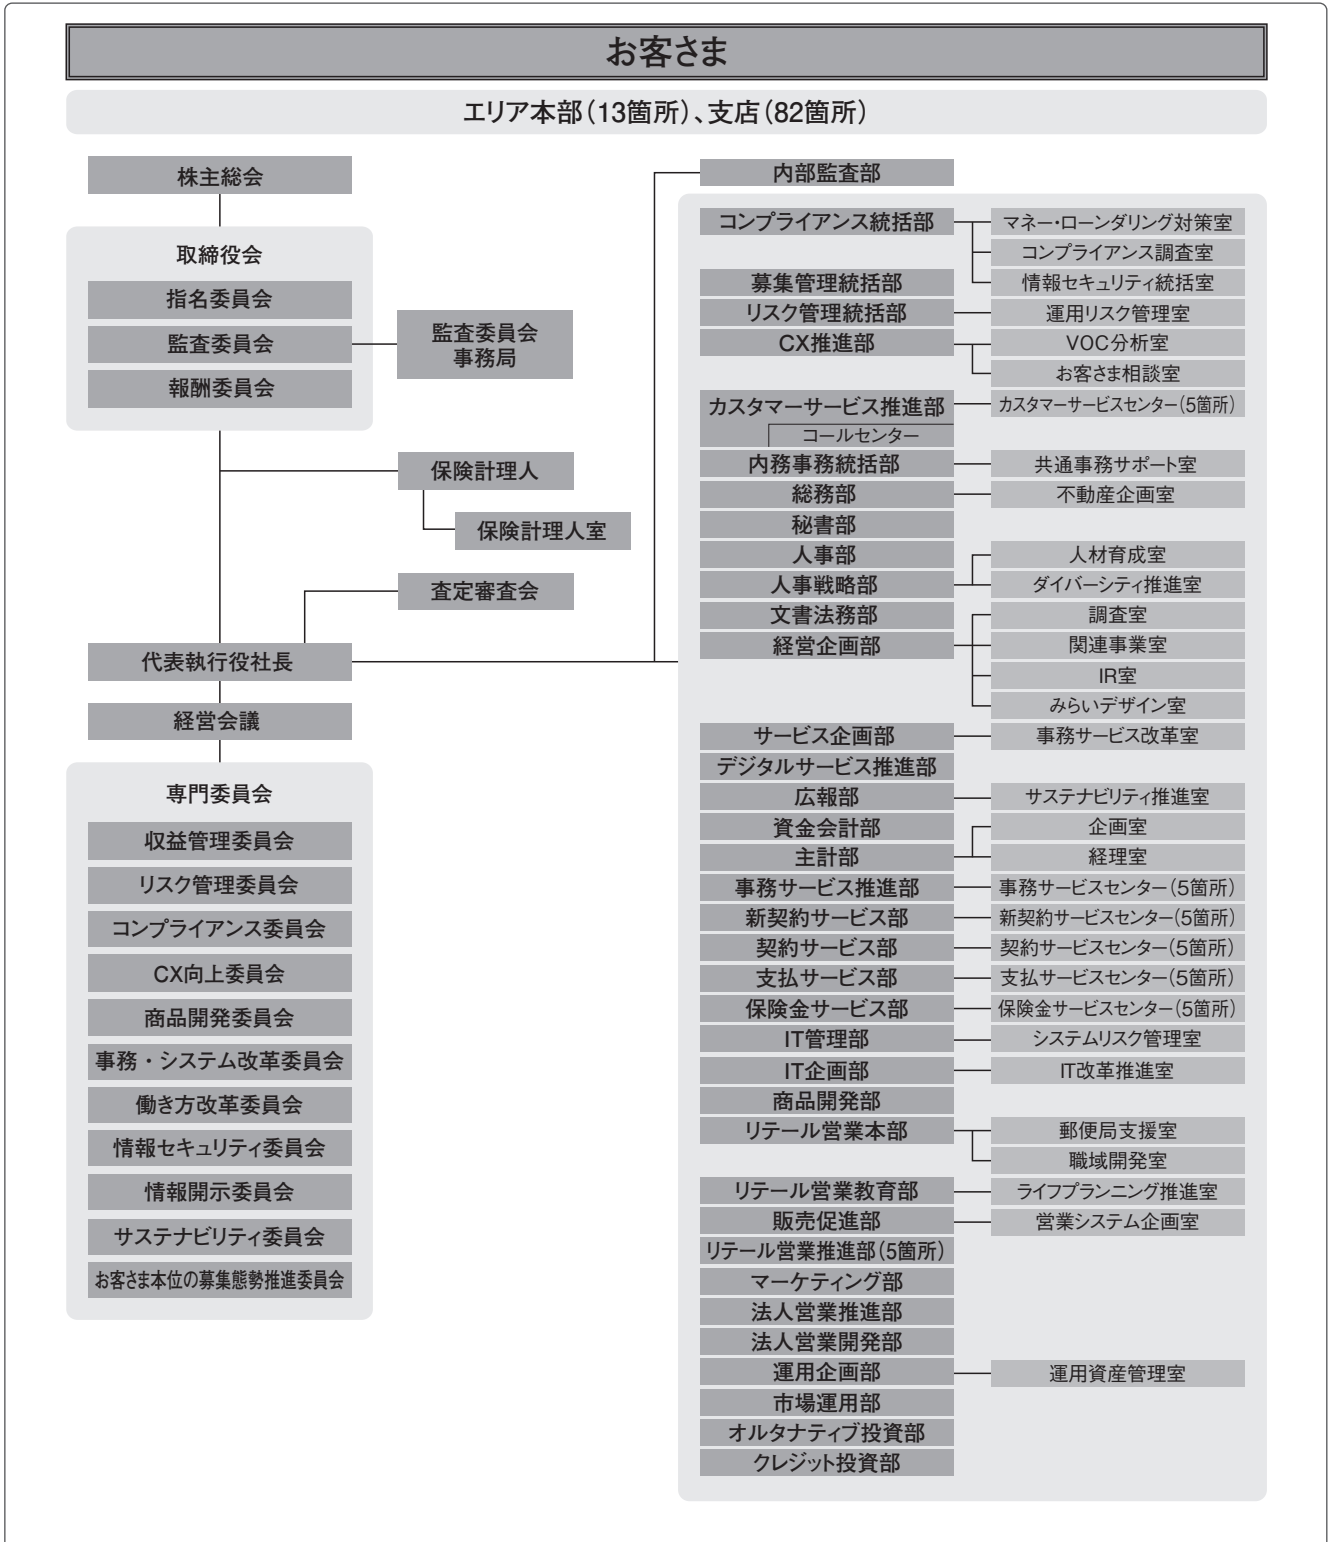 お客さま
エリア本部(13箇所)、支店(82箇所)
株主総会
取締役会
指名委員会
監査委員会
報酬委員会
監査委員会
事務局
保険計理人
保険計理人室
査定審査会
代表執行役社長
経営会議
専門委員会
収益管理委員会
リスク管理委員会
コンプライアンス委員会
CX向上委員会
商品開発委員会
事務・システム改革委員会
働き方改革委員会
情報セキュリティ委員会
情報開示委員会
サステナビリティ委員会
お客さま本位の募集態勢推進委員会
内部監査部
コンプライアンス統括部
マネー・ローンダリング対策室
コンプライアンス調査室
募集管理統括部
情報セキュリティ統括室
リスク管理統括部
運用リスク管理室
CX推進部
VOC分析室
お客さま相談室
カスタマーサービス推進部
カスタマーサービスセンター(5箇所)
コールセンター
内務事務統括部
共通事務サポート室
総務部
不動産企画室
秘書部
人事部
人材育成室
人事戦略部
ダイバーシティ推進室
文書法務部
調査室
経営企画部
関連事業室
IR室
みらいデザイン室
サービス企画部
事務サービス改革室
デジタルサービス推進部
広報部
サステナビリティ推進室
資金会計部
企画室
主計部
経理室
事務サービス推進部
事務サービスセンター(5箇所)
新契約サービス部
新契約サービスセンター(5箇所)
契約サービス部
契約サービスセンター(5箇所)
支払サービス部
支払サービスセンター(5箇所)
保険金サービス部
保険金サービスセンター(5箇所)
IT管理部
システムリスク管理室
IT企画部
IT改革推進室
商品開発部
リテール営業本部
郵便局支援室
職域開発室
リテール営業教育部
ライフプランニング推進室
販売促進部
営業システム企画室
リテール営業推進部(5箇所)
マーケティング部
法人営業推進部
法人営業開発部
運用企画部
運用資産管理室
市場運用部
オルタナティブ投資部
クレジット投資部